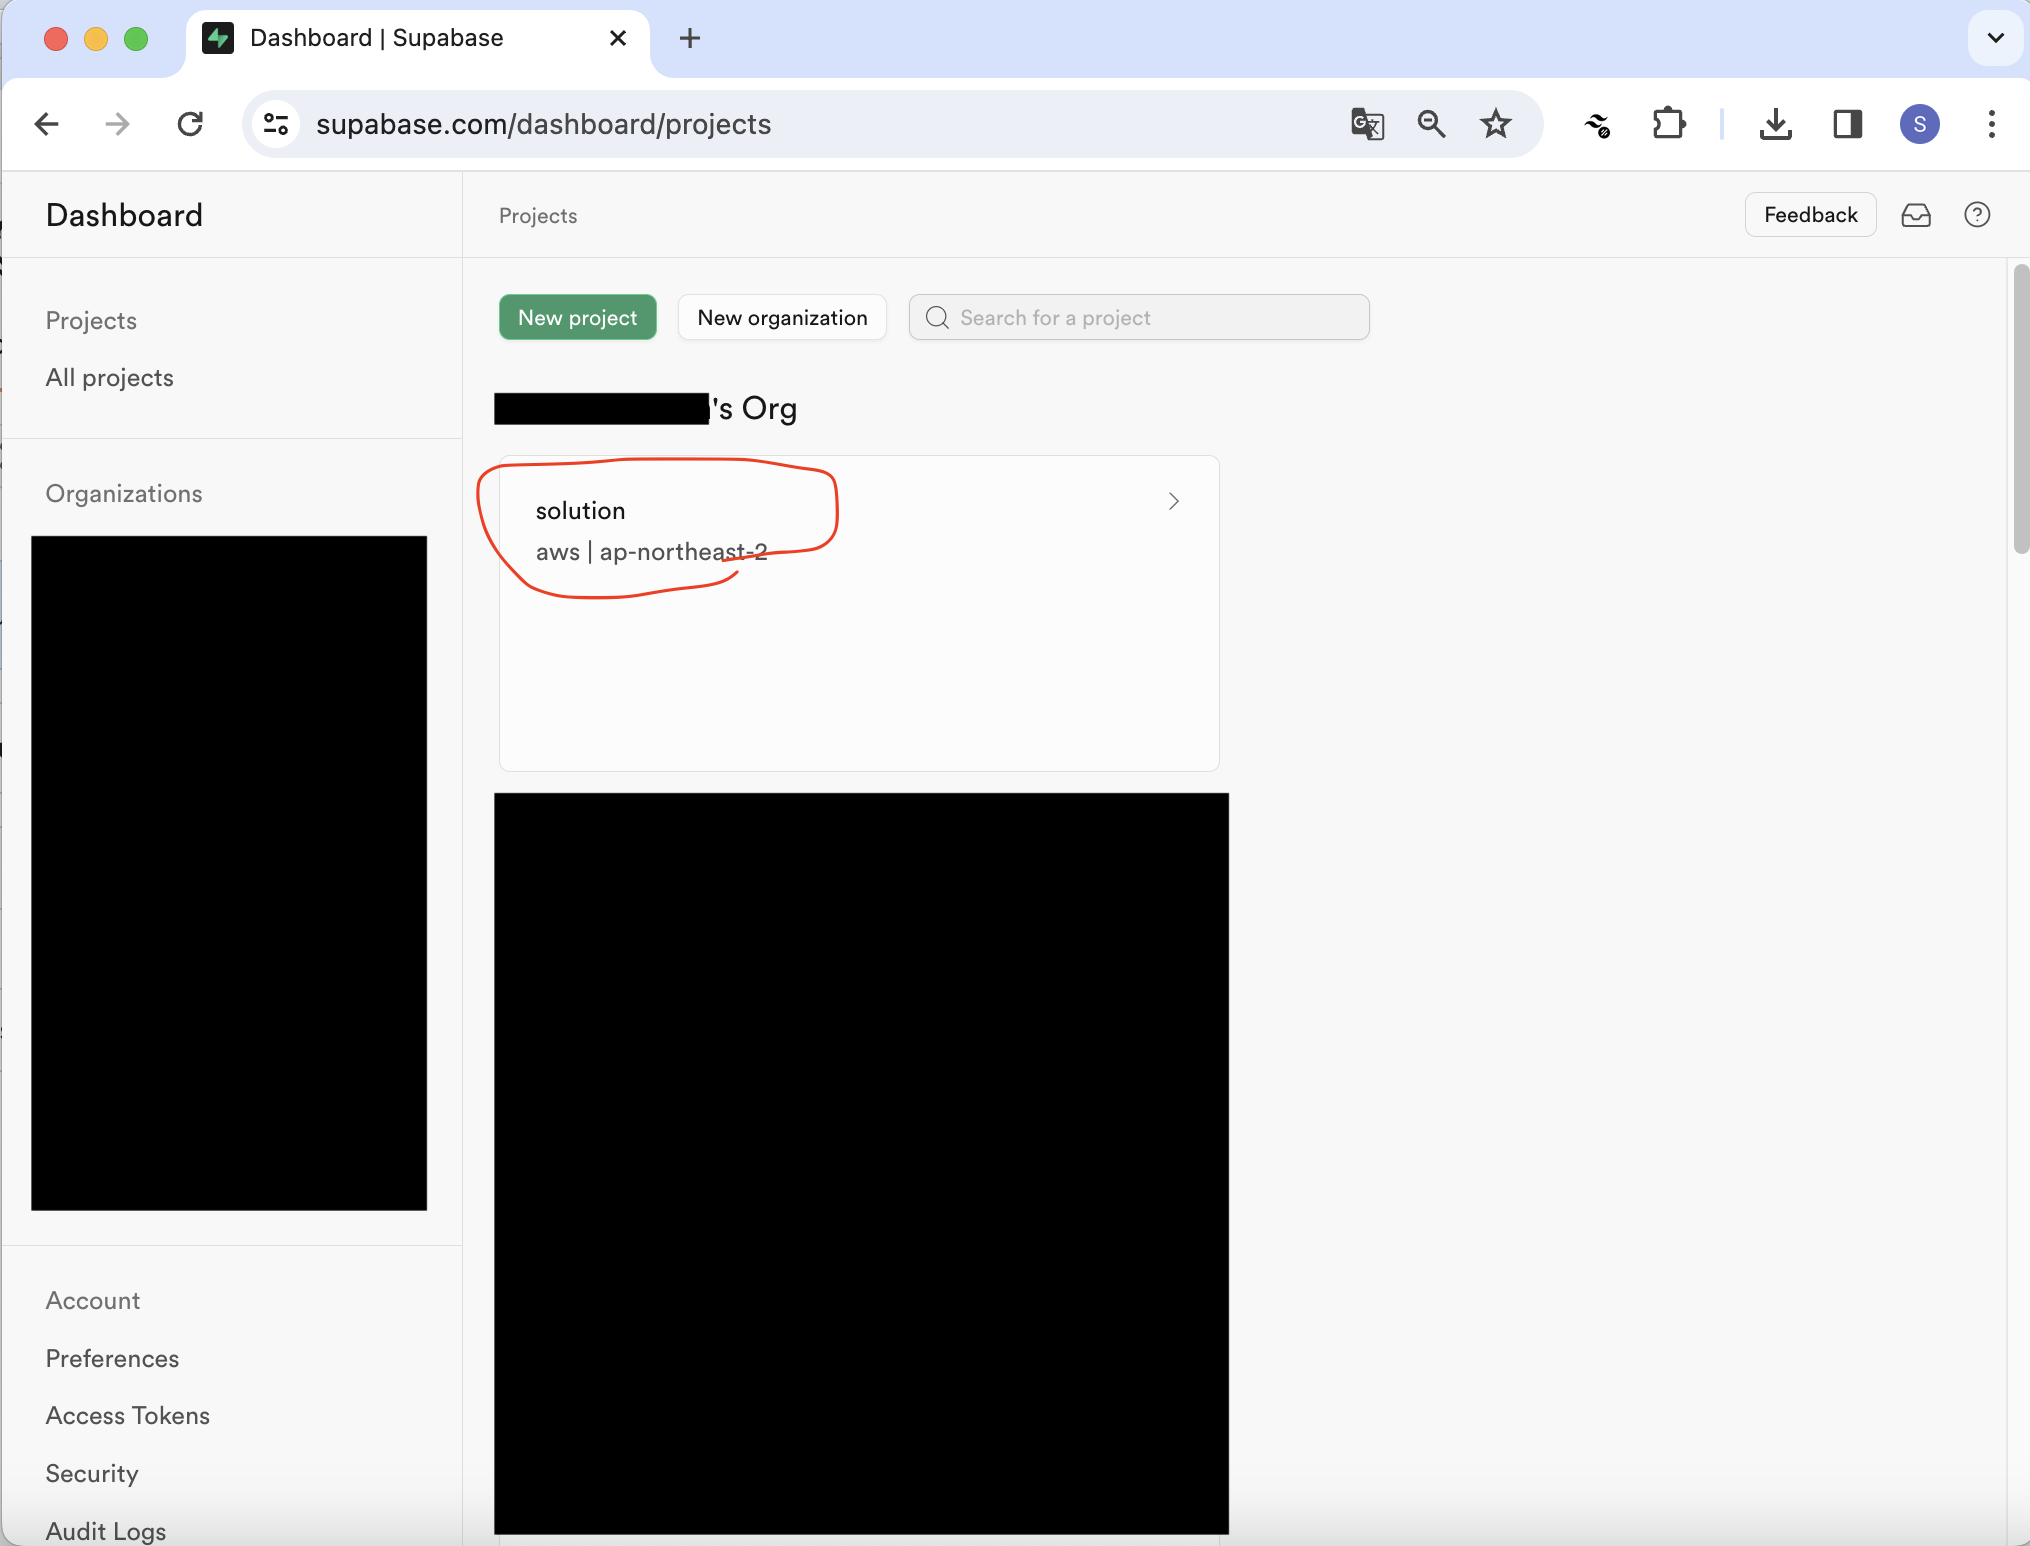 Dashboard | Supabase
supabase.com/dashboard/projects
S
Dashboard
Projects
Feedback
Projects
All projects
New project
New organization
Search for a project
's Org
Organizations
solution
aws | ap-northeast-2
Account
Preferences
Access Tokens
Security
Audit Logs